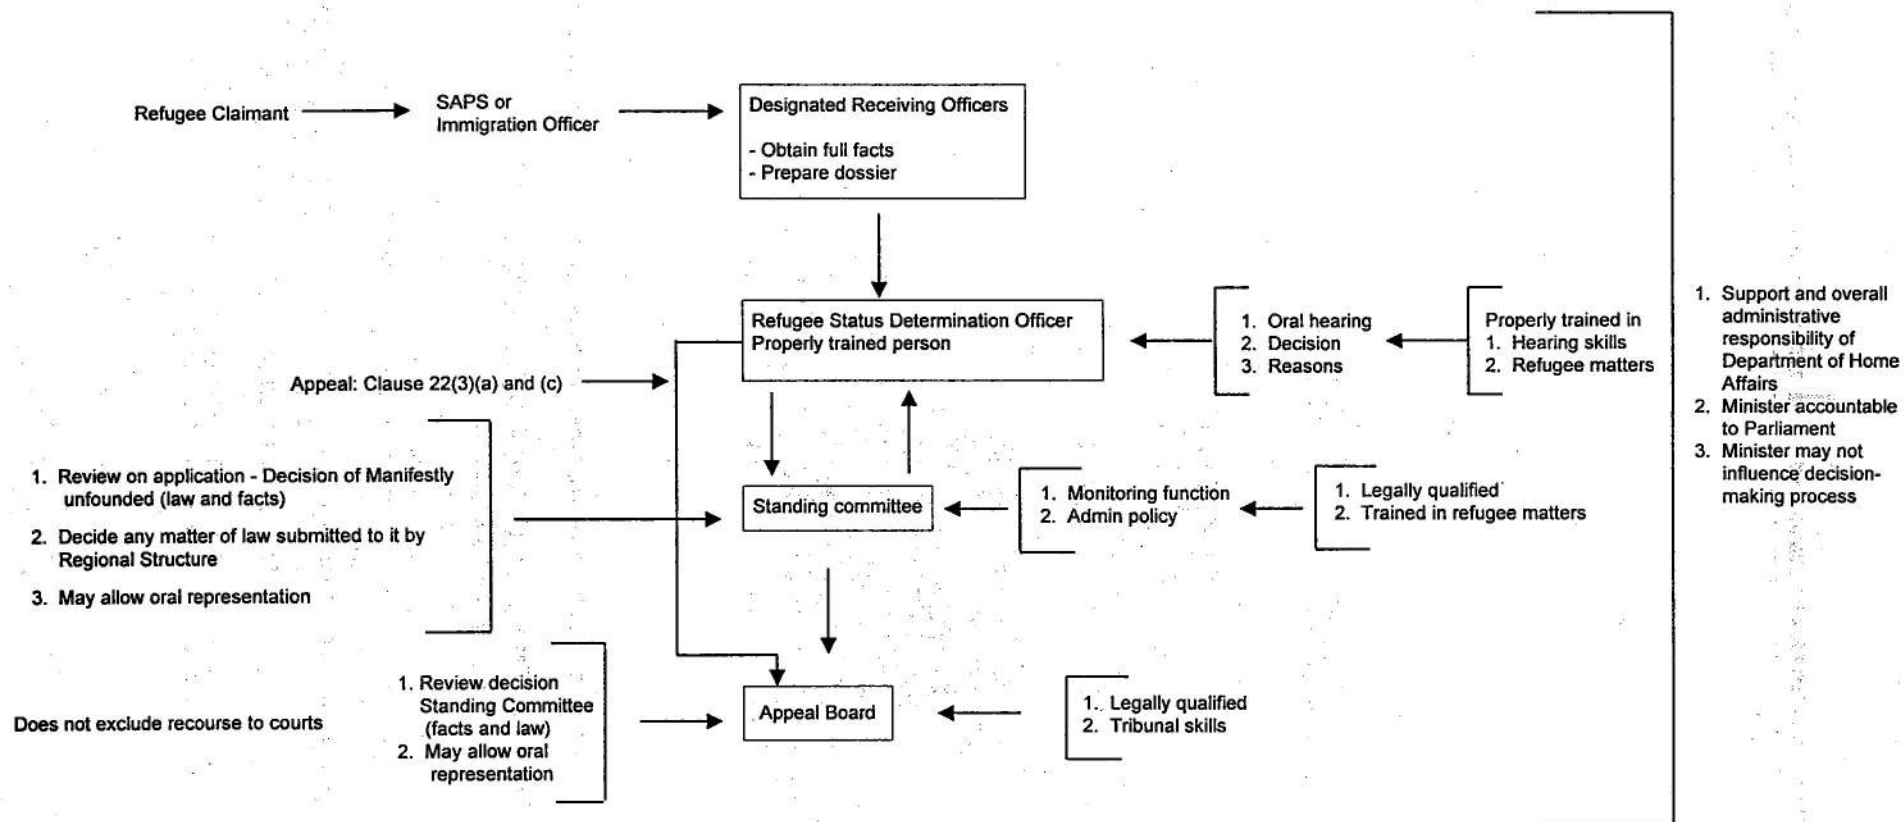 Refugee Claimant
SAPS or
Immigration Officer
Designated Receiving Officers
- Obtain full facts
- Prepare dossier
Refugee Status Determination Officer
Properly trained person
1. Oral hearing
2. Decision
3. Reasons
Properly trained in
1. Hearing skills
2. Refugee matters
Appeal: Clause 22(3)(a) and (c)
1. Review on application - Decision of Manifestly
unfounded (law and facts)
2. Decide any matter of law submitted to it by
Regional Structure
3. May allow oral representation
Standing committee
1. Monitoring function
2. Admin policy
1. Legally qualified
2. Trained in refugee matters
Does not exclude recourse to courts
1. Review decision
Standing Committee
(facts and law)
2. May allow oral
representation
Appeal Board
1. Legally qualified
2. Tribunal skills
1. Support and overall
administrative
responsibility of
Department of Home
Affairs
2. Minister accountable
to Parliament
3. Minister may not
influence decision-
making process